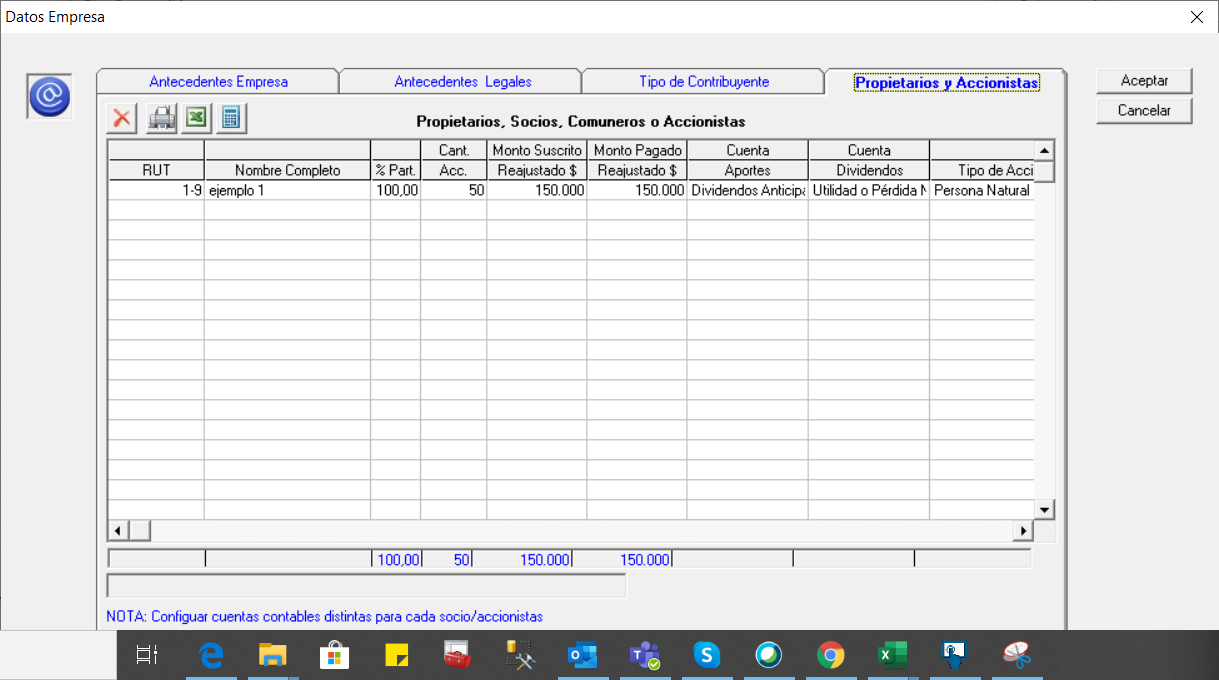 Datos Empresa
Antecedentes Empresa
Antecedentes Legales
Tipo de Contribuyente
Propietarios y Accionistas
Aceptar
Cancelar
Propietarios, Socios, Comuneros o Accionistas
Cant. Monto Suscrito Monto Pagado Cuenta Cuenta
RUT Nombre Completo % Part. Acc. Reajustado $ Reajustado $ Aportes Dividendos Tipo de Acci
1-9 ejemplo 1 100,00 50 150.000 150.000 Dividendos Anticipa Utilidad o Pérdida N Persona Natural
100,00 50 150.000 150.000
NOTA: Configuar cuentas contables distintas para cada socio/accionistas